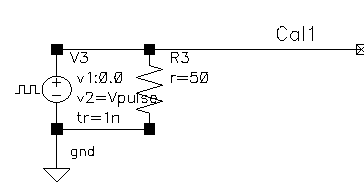 Cal1
V3
v1:0.0
v2=Vpulse
tr=1n
R3
r=50
gnd